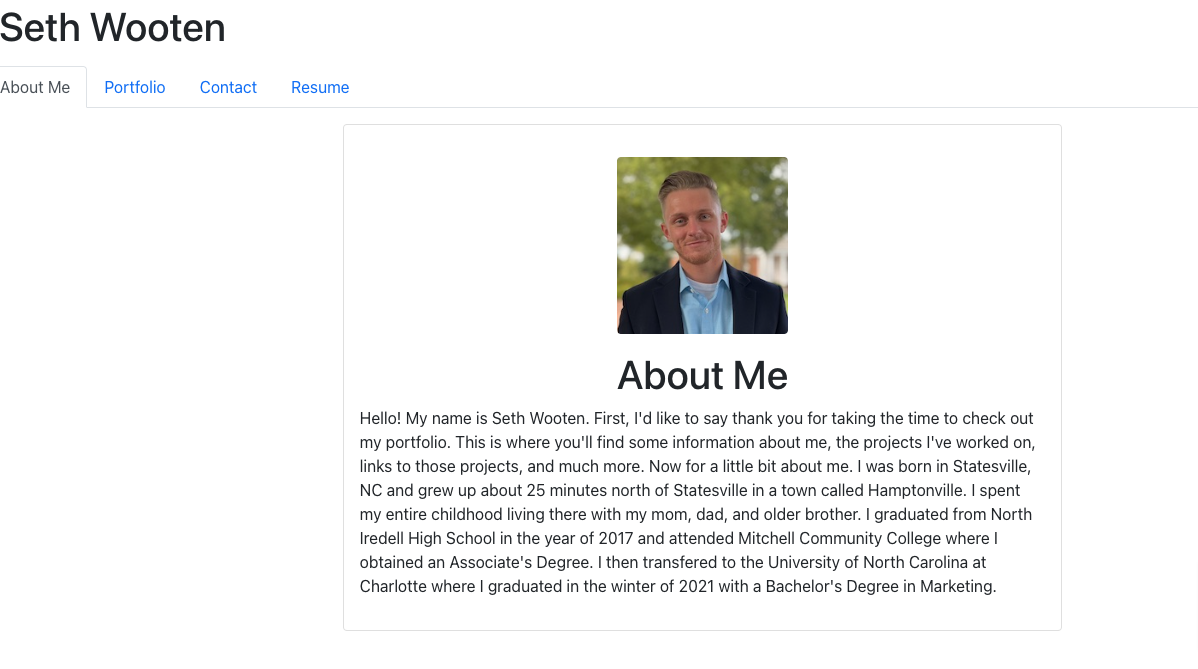 Seth Wooten
About Me Portfolio Contact Resume
About Me
Hello! My name is Seth Wooten. First, I'd like to say thank you for taking the time to check out
my portfolio. This is where you'll find some information about me, the projects I've worked on,
links to those projects, and much more. Now for a little bit about me. I was born in Statesville,
NC and grew up about 25 minutes north of Statesville in a town called Hamptonville. I spent
my entire childhood living there with my mom, dad, and older brother. I graduated from North
Iredell High School in the year of 2017 and attended Mitchell Community College where I
obtained an Associate's Degree. I then transfered to the University of North Carolina at
Charlotte where I graduated in the winter of 2021 with a Bachelor's Degree in Marketing.